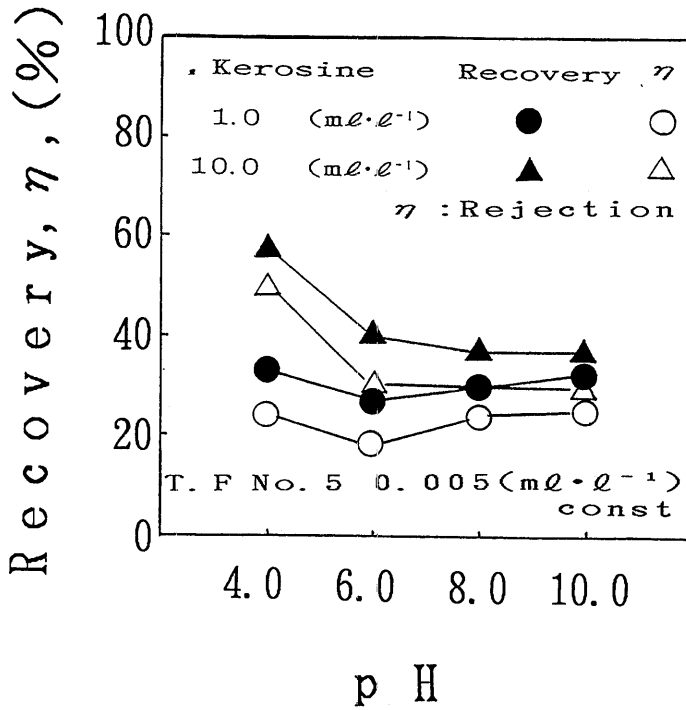 Recovery, η, (%)
100
80
60
40
20
0
. Kerosine Recovery η
1.0 (mℓ·ℓ⁻¹)
10.0 (mℓ·ℓ⁻¹)
η :Rejection
T. F No. 5 0.005(mℓ·ℓ⁻¹)
const
4.0 6.0 8.0 10.0
pH